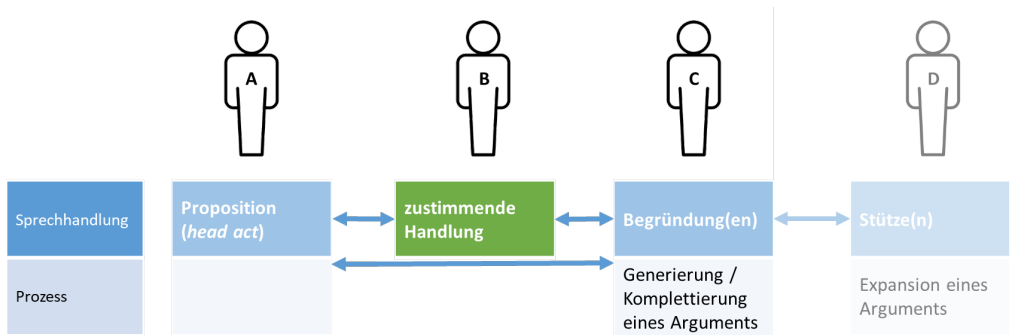 A
B
C
D
Sprechhandlung
Proposition
(head act)
zustimmende
Handlung
Begründung(en)
Stütze(n)
Prozess
Generierung /
Komplettierung
eines Arguments
Expansion eines
Arguments